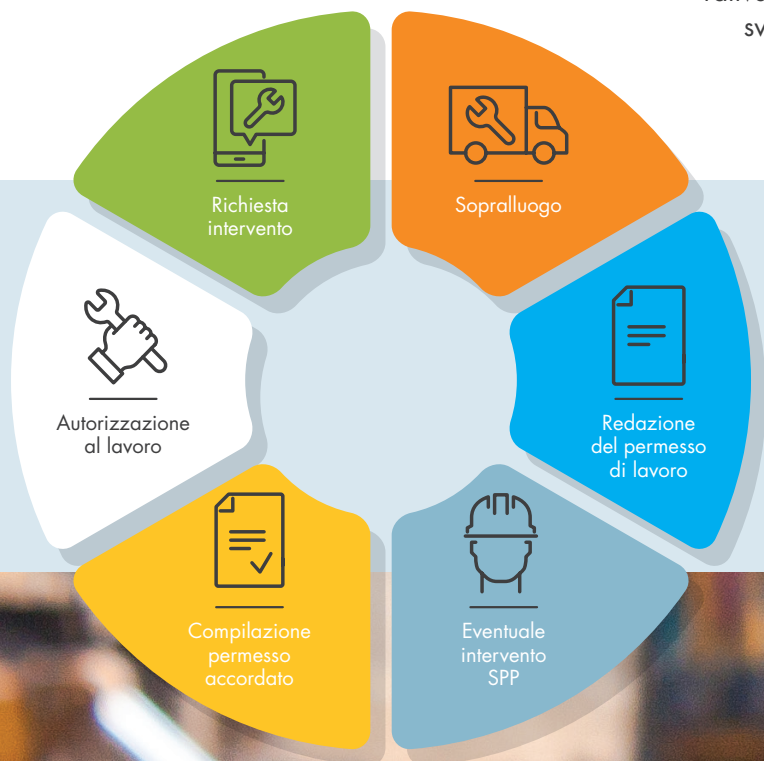 Richiesta
intervento
Sopralluogo
Redazione
del permesso
di lavoro
Eventuale
intervento
SPP
Compilazione
permesso
accordato
Autorizzazione
al lavoro